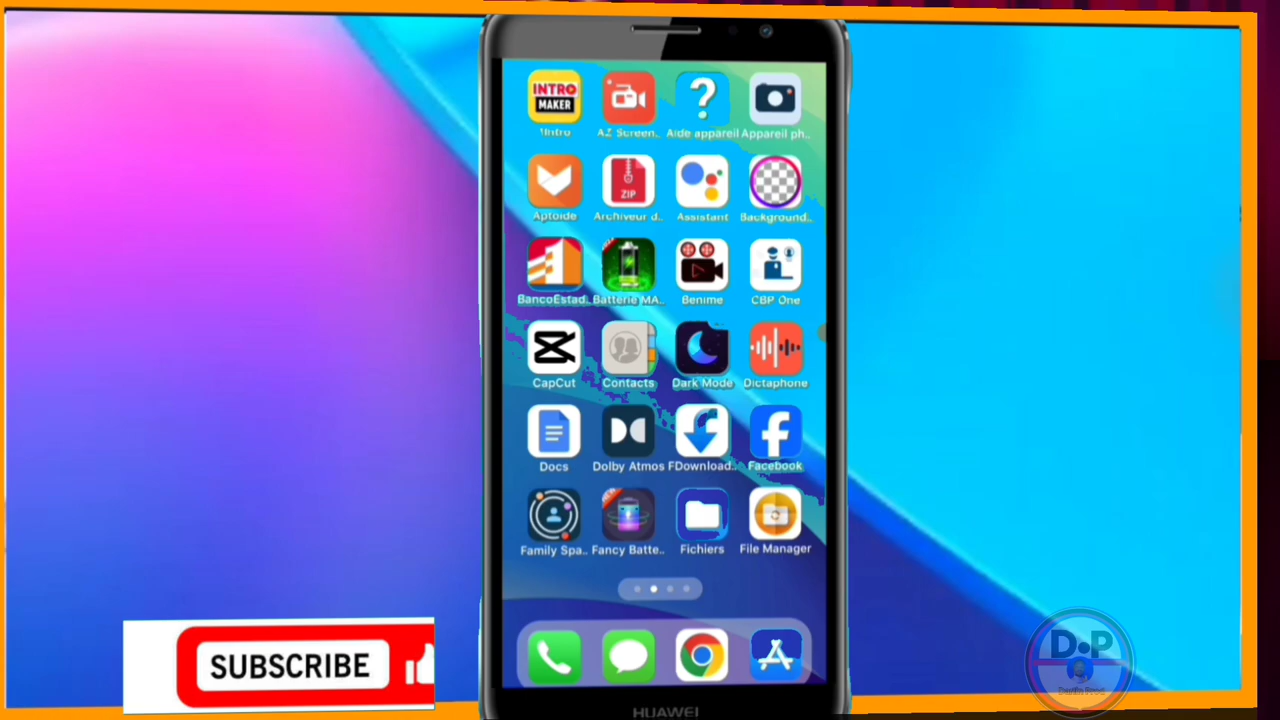 INTRO
MAKER
!Intro
AZ Screen..
Aide appareil
Appareil ph..
ZIP
Aptoide
Archiveur d..
Assistant
Background..
BancoEstad..
Batterie MA..
Benime
CBP One
CapCut
Contacts
Dark Mode
Dictaphone
Docs
Dolby Atmos
FDownload..
Facebook
Family Spa..
Fancy Batte..
Fichiers
File Manager
SUBSCRIBE
D.P
HUAWEI